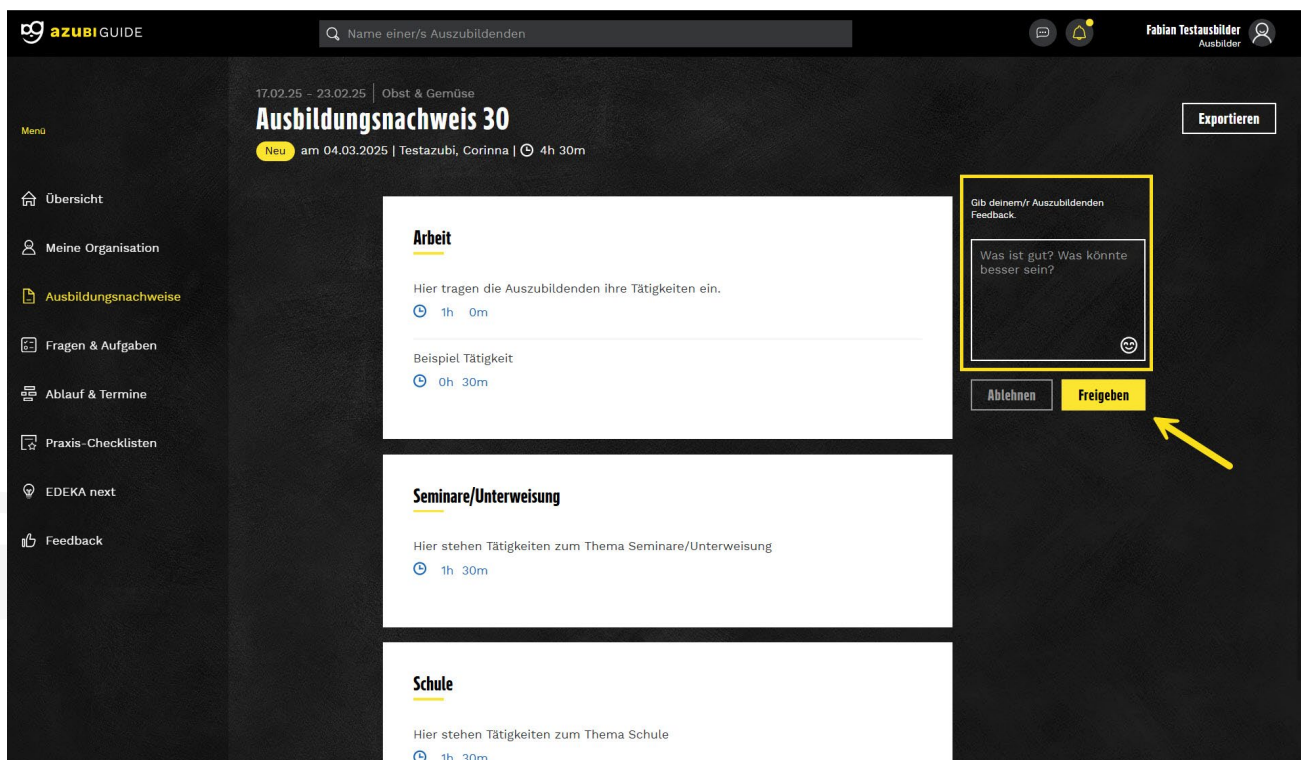 azubiGUIDE
Name einer/s Auszubildenden
Fabian Testausbilder
Ausbilder
Menü
Übersicht
Meine Organisation
Ausbildungsnachweise
Fragen & Aufgaben
Ablauf & Termine
Praxis-Checklisten
EDEKA next
Feedback
17.02.25 - 23.02.25 | Obst & Gemüse
Ausbildungsnachweis 30
Neu am 04.03.2025 | Testazubi, Corinna | 4h 30m
Exportieren
Arbeit
Hier tragen die Auszubildenden ihre Tätigkeiten ein.
1h 0m
Beispiel Tätigkeit
0h 30m
Seminare/Unterweisung
Hier stehen Tätigkeiten zum Thema Seminare/Unterweisung
1h 30m
Schule
Hier stehen Tätigkeiten zum Thema Schule
1h 30m
Gib deinem/r Auszubildenden
Feedback.
Was ist gut? Was könnte
besser sein?
Ablehnen
Freigeben